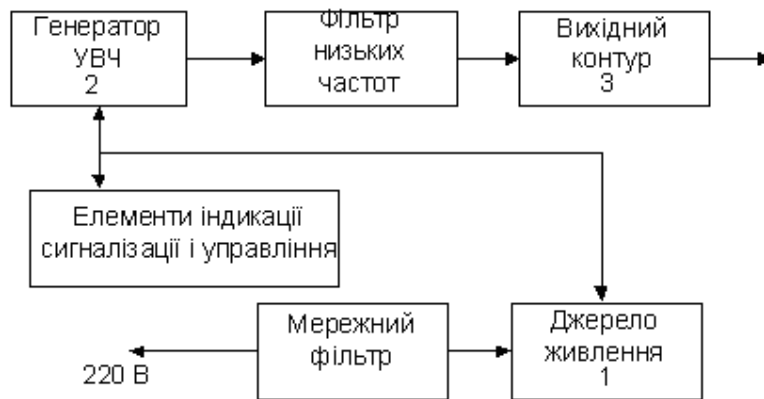 Генератор
УВЧ
2
Фільтр
низьких
частот
Вихідний
контур
3
Елементи індикації
сигналізації і управління
Мережний
фільтр
Джерело
живлення
1
220 В